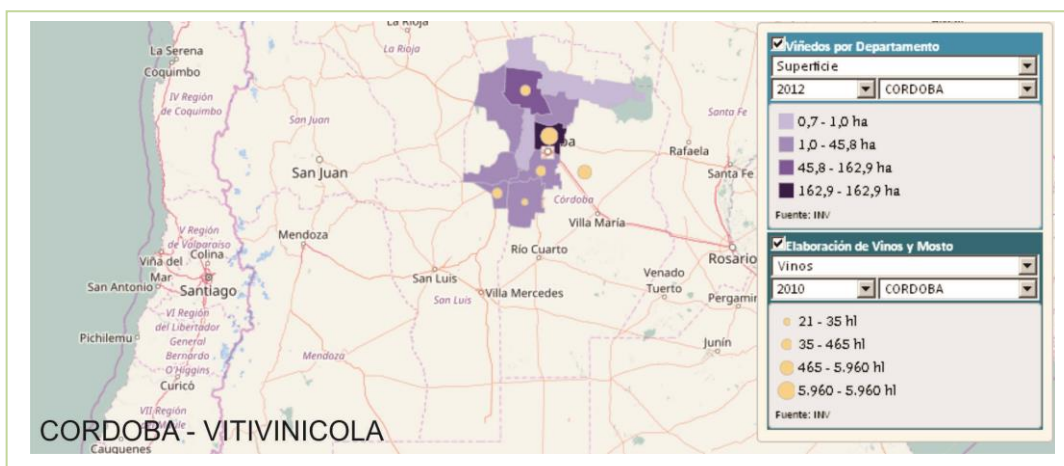 La Rioja
La Serena
Coquimbo
La Rioja
IV Región
de Coquimbo
San Juan
Santa Fe
Rafaela
San Juan
Santa Fe
Córdoba
Villa María
V Región
de Valparaíso
Mendoza
Colina
Río Cuarto
Rosario
Viña del
Mar
San Luis
Venado
Tuerto
San Antonio
Santiago
San Luis
Villa Mercedes
Pergamin
VI Región
del Libertador
General
Bernardo
O'Higgins
Pichilemu
Junín
Mendoza
Curicó
VII Región
del Maule
Cauquenes
CORDOBA - VITIVINICOLA
Viñedos por Departamento
Superficie
2012 CORDOBA
0,7 - 1,0 ha
1,0 - 45,8 ha
45,8 - 162,9 ha
162,9 - 162,9 ha
Fuente: INV
Elaboración de Vinos y Mosto
Vinos
2010 CORDOBA
21 - 35 hl
35 - 465 hl
465 - 5.960 hl
5.960 - 5.960 hl
Fuente: INV